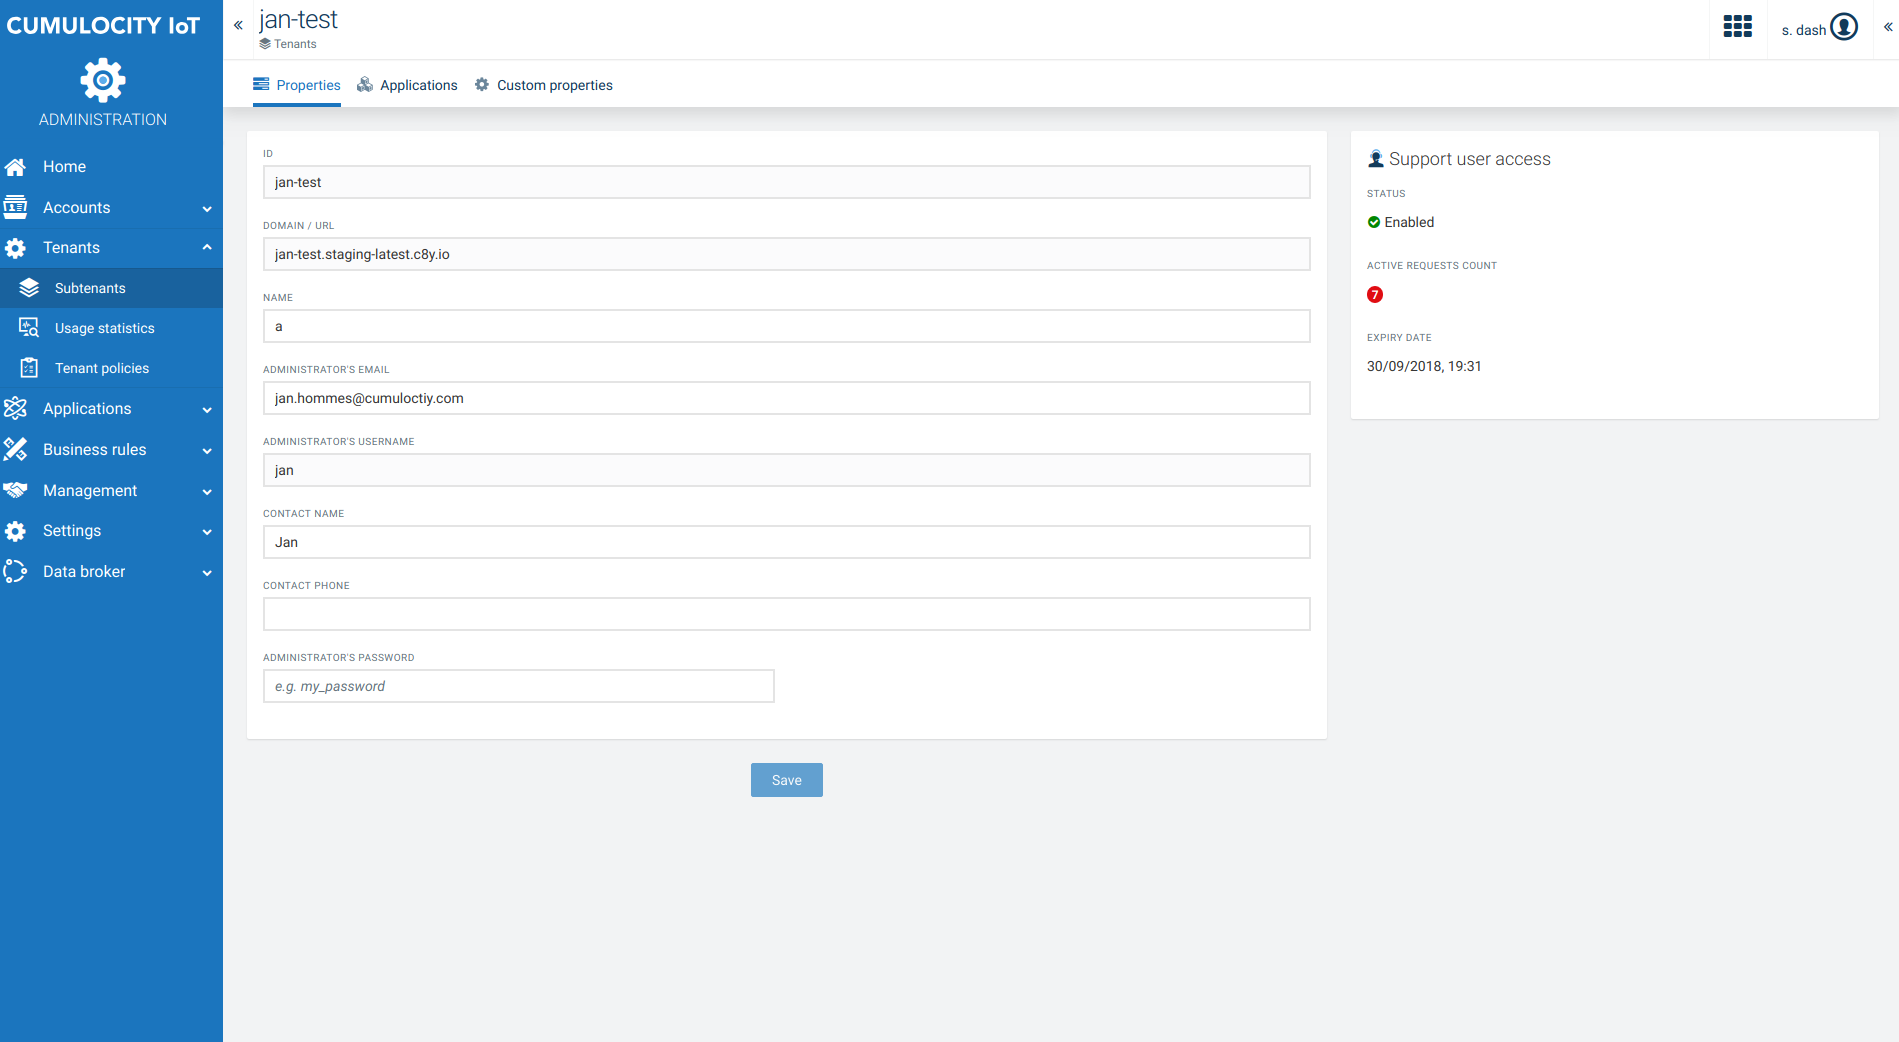 CUMULOCITY IoT
ADMINISTRATION
Home
Accounts
Tenants
Subtenants
Usage statistics
Tenant policies
Applications
Business rules
Management
Settings
Data broker
jan-test
Tenants
s. dash
Properties
Applications
Custom properties
ID
jan-test
DOMAIN / URL
jan-test.staging-latest.c8y.io
NAME
a
ADMINISTRATOR'S EMAIL
jan.hommes@cumuloctiy.com
ADMINISTRATOR'S USERNAME
jan
CONTACT NAME
Jan
CONTACT PHONE
ADMINISTRATOR'S PASSWORD
e.g. my_password
Save
Support user access
STATUS
Enabled
ACTIVE REQUESTS COUNT
7
EXPIRY DATE
30/09/2018, 19:31